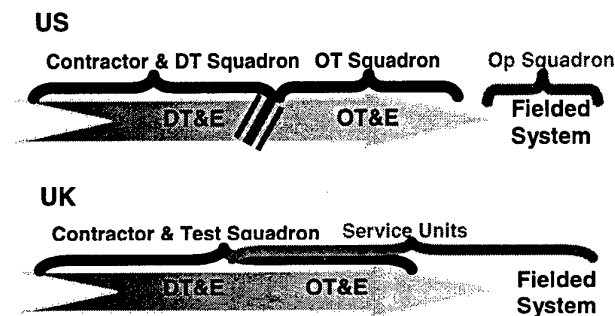 US
Contractor & DT Squadron OT Squadron Op Squadron
DT&E OT&E Fielded
System
UK
Contractor & Test Squadron Service Units
DT&E OT&E Fielded
System